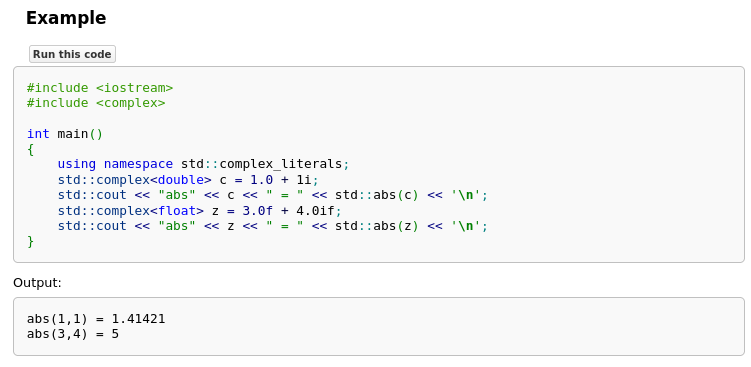 Example
Run this code
#include <iostream>
#include <complex>
int main()
{
    using namespace std::complex_literals;
    std::complex<double> c = 1.0 + 1i;
    std::cout << "abs" << c << " = " << std::abs(c) << '\n';
    std::complex<float> z = 3.0f + 4.0if;
    std::cout << "abs" << z << " = " << std::abs(z) << '\n';
}
Output:
abs(1,1) = 1.41421
abs(3,4) = 5